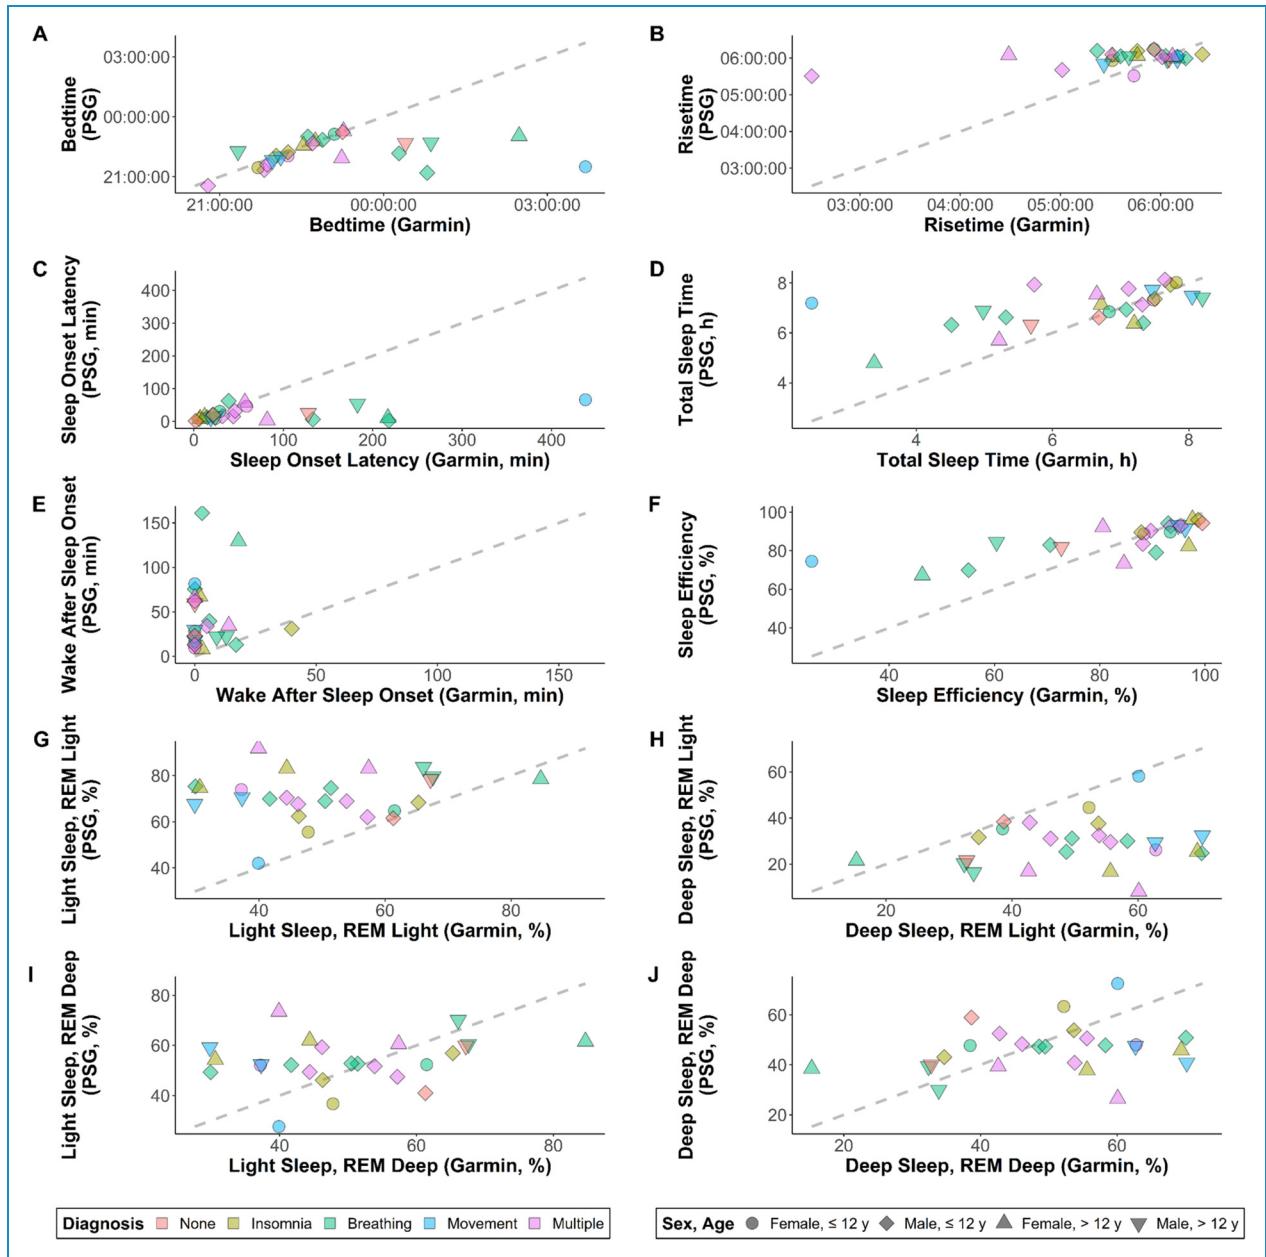 A
Bedtime
(PSG)
03:00:00
00:00:00
21:00:00
21:00:00 00:00:00 03:00:00
Bedtime (Garmin)
B
Risetime
(PSG)
06:00:00
05:00:00
04:00:00
03:00:00
03:00:00 04:00:00 05:00:00 06:00:00
Risetime (Garmin)
C
Sleep Onset Latency
(PSG, min)
400
300
200
100
0
0 100 200 300 400
Sleep Onset Latency (Garmin, min)
D
Total Sleep Time
(PSG, h)
8
6
4
4 6 8
Total Sleep Time (Garmin, h)
E
Wake After Sleep Onset
(PSG, min)
150
100
50
0
0 50 100 150
Wake After Sleep Onset (Garmin, min)
F
Sleep Efficiency
(PSG, %)
100
80
60
40
40 60 80 100
Sleep Efficiency (Garmin, %)
G
Light Sleep, REM Light
(PSG, %)
80
60
40
40 60 80
Light Sleep, REM Light (Garmin, %)
H
Deep Sleep, REM Light
(PSG, %)
60
40
20
20 40 60
Deep Sleep, REM Light (Garmin, %)
I
Light Sleep, REM Deep
(PSG, %)
80
60
40
40 60 80
Light Sleep, REM Deep (Garmin, %)
J
Deep Sleep, REM Deep
(PSG, %)
60
40
20
20 40 60
Deep Sleep, REM Deep (Garmin, %)
Diagnosis None Insomnia Breathing Movement Multiple
Sex, Age Female, ≤ 12 y Male, ≤ 12 y Female, > 12 y Male, > 12 y